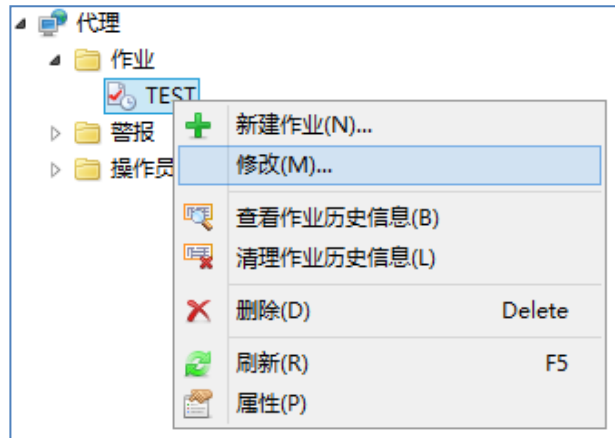 代理
作业
TEST
警报
操作员
新建作业(N)...
修改(M)...
查看作业历史信息(B)
清理作业历史信息(L)
删除(D) Delete
刷新(R) F5
属性(P)